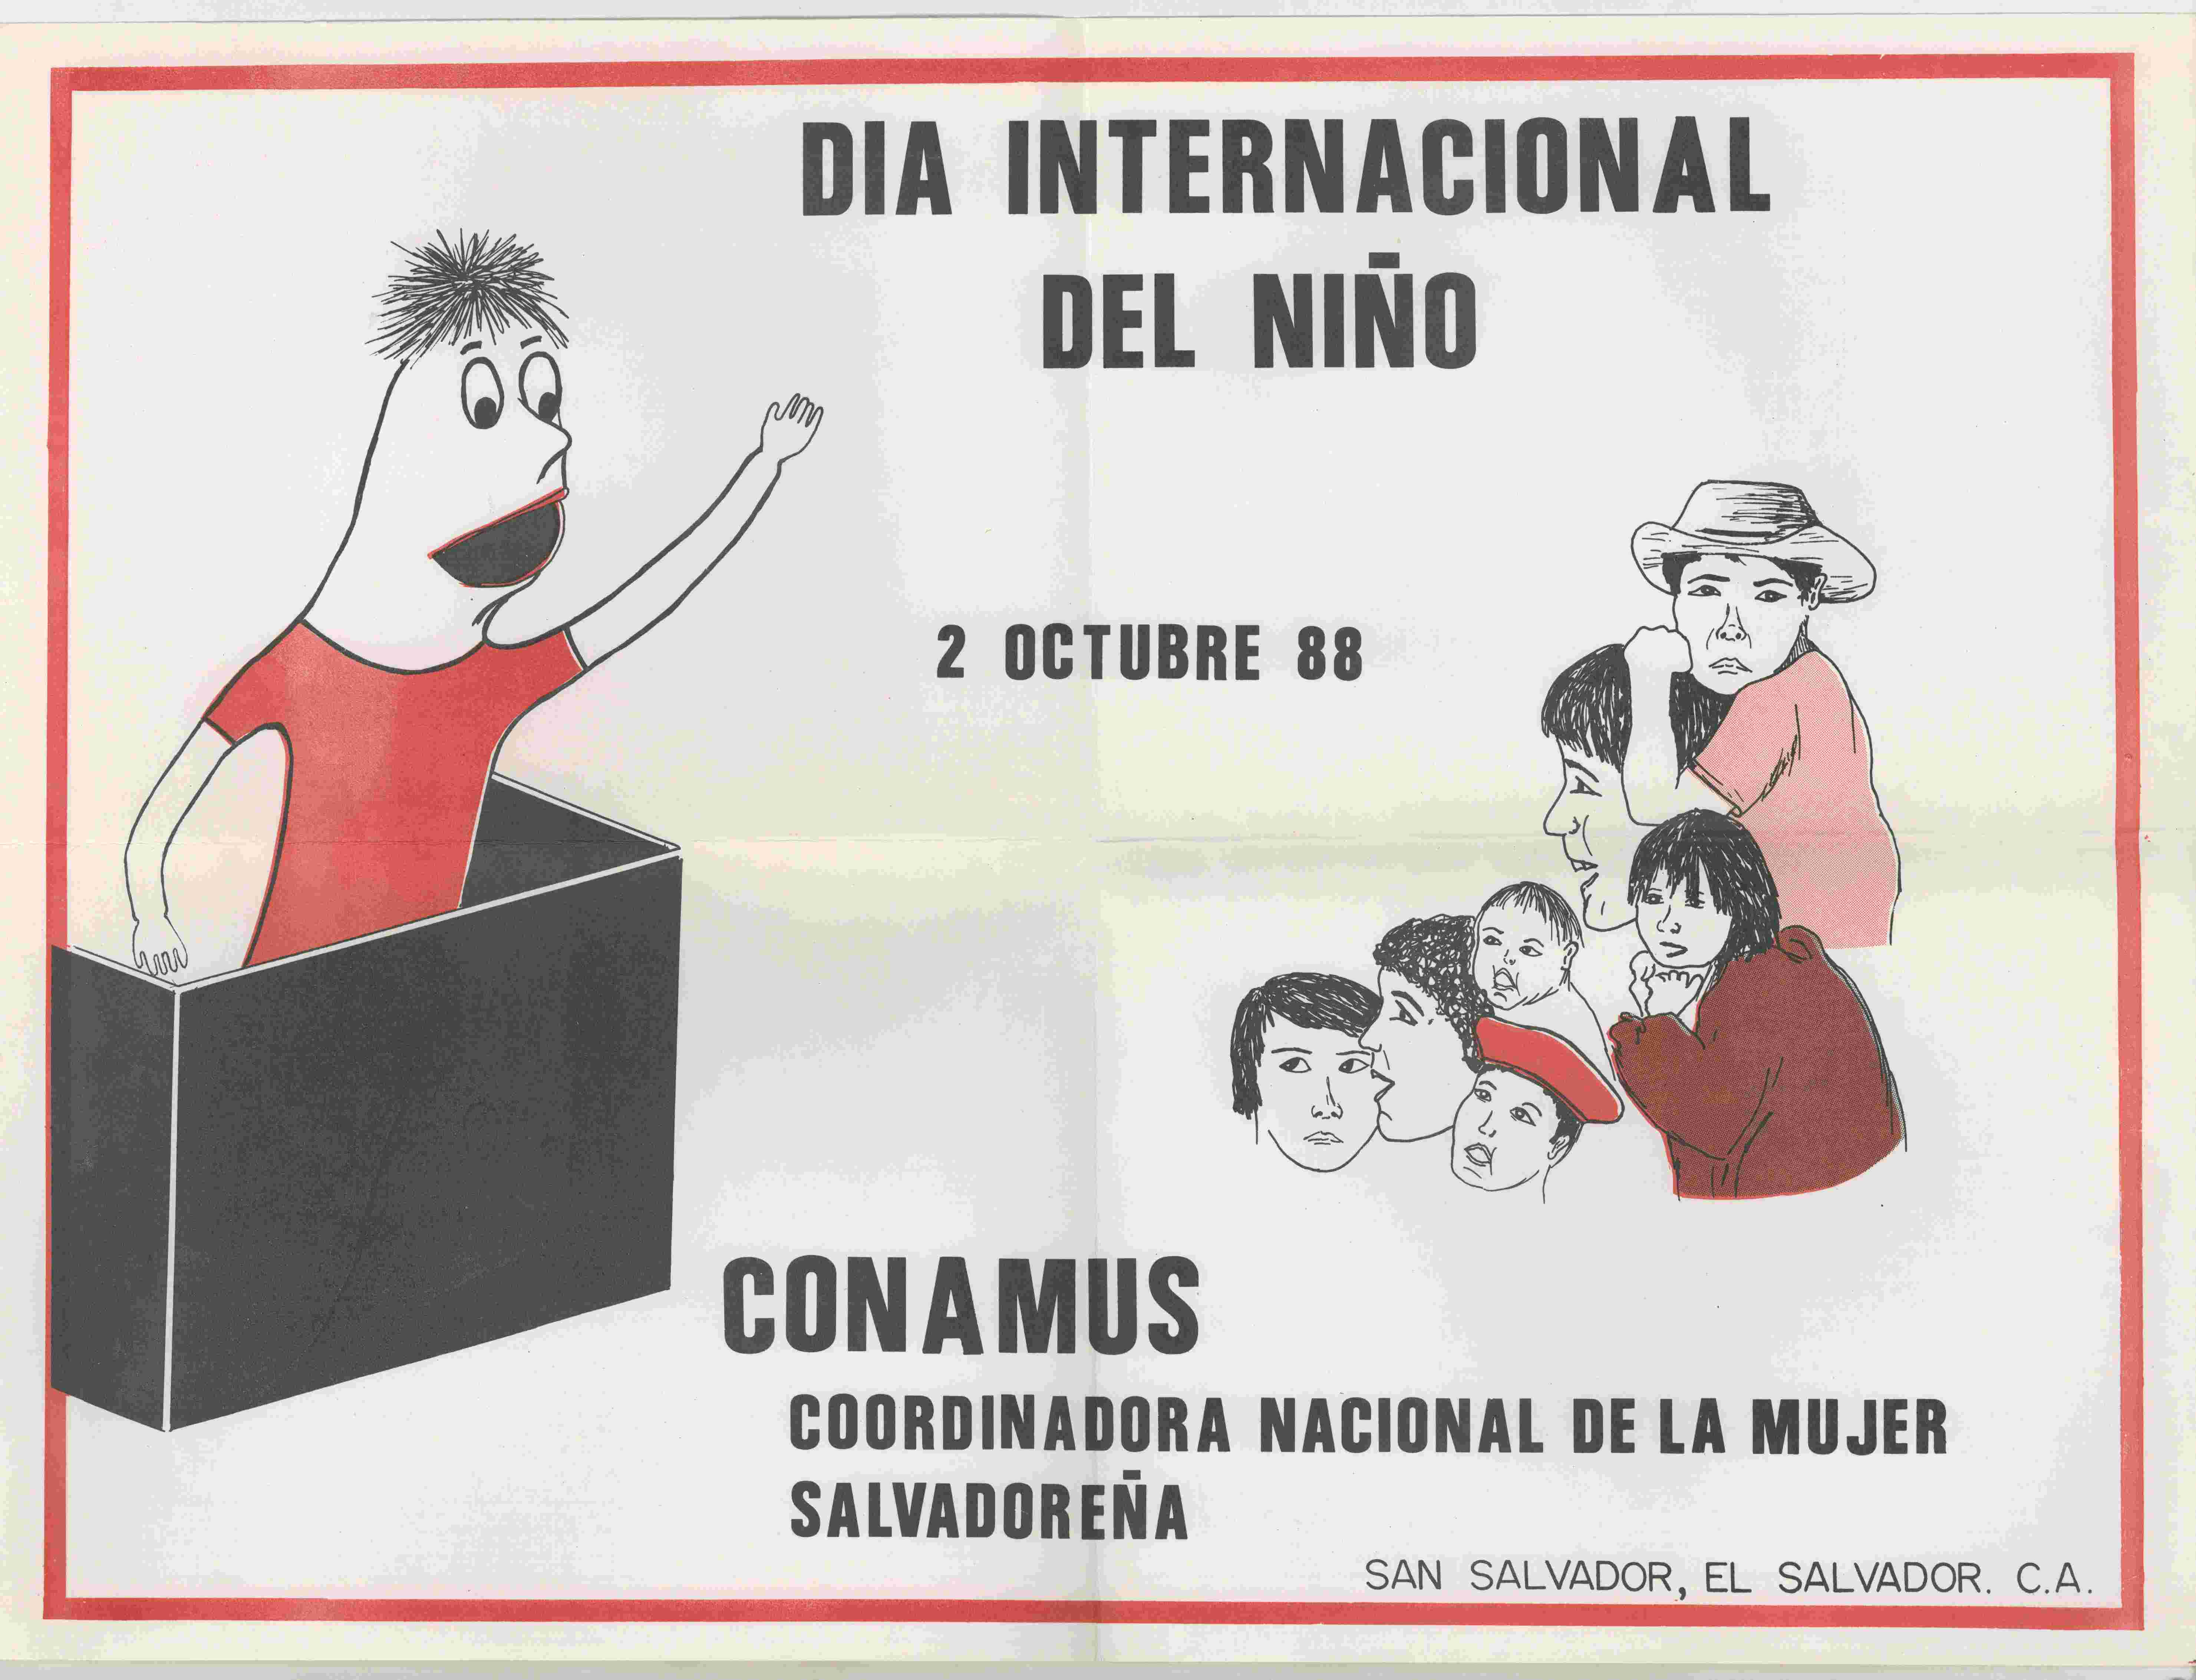 DIA INTERNACIONAL
DEL NIÑO
2 OCTUBRE 88
CONAMUS
COORDINADORA NACIONAL DE LA MUJER
SALVADOREÑA
SAN SALVADOR, EL SALVADOR. C.A.